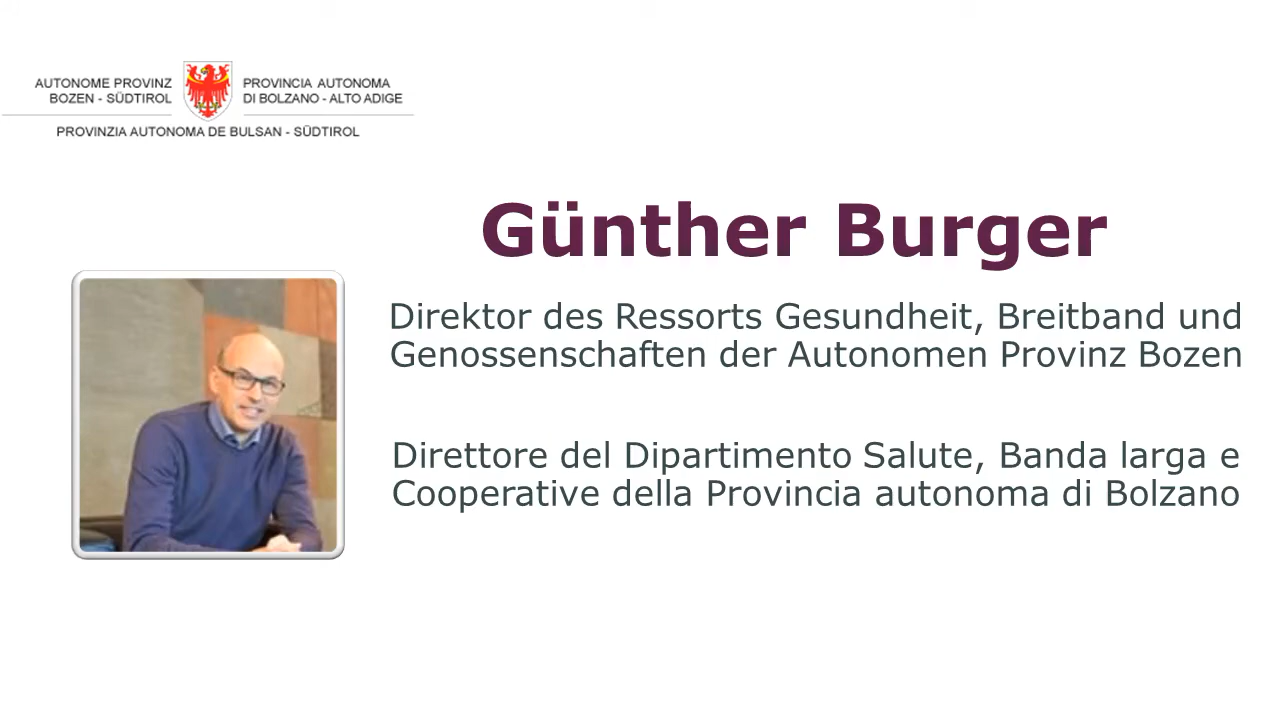 AUTONOME PROVINZ
BOZEN - SÜDTIROL
PROVINCIA AUTONOMA
DI BOLZANO - ALTO ADIGE
PROVINZIA AUTONOMA DE BULSAN - SÜDTIROL
Günther Burger
Direktor des Ressorts Gesundheit, Breitband und
Genossenschaften der Autonomen Provinz Bozen
Direttore del Dipartimento Salute, Banda larga e
Cooperative della Provincia autonoma di Bolzano